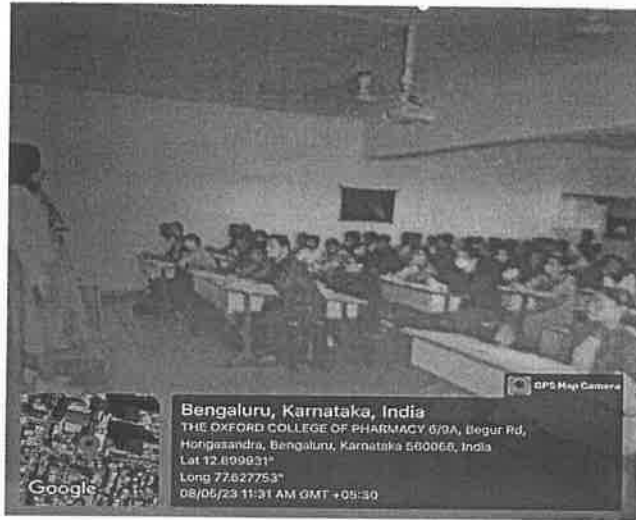 GPS Map Camera
Bengaluru, Karnataka, India
THE OXFORD COLLEGE OF PHARMACY 6/9A, Begur Rd,
Hongasandra, Bengaluru, Karnataka 560068, India
Lat 12.899931°
Long 77.627753°
08/05/23 11:31 AM GMT +05:30
Google